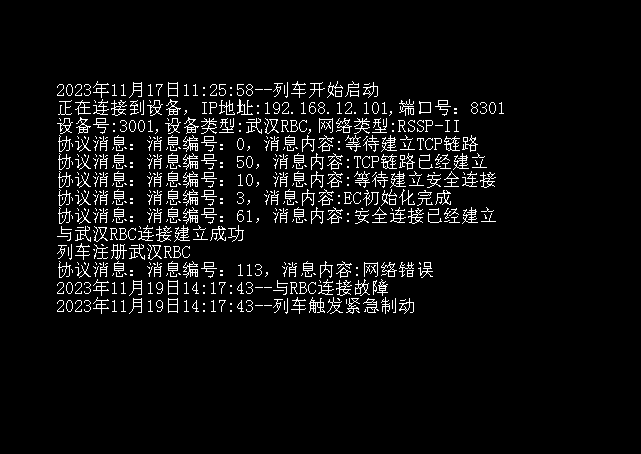 2023年11月17日11:25:58--列车开始启动
正在连接到设备，IP地址:192.168.12.101,端口号：8301
设备号:3001,设备类型:武汉RBC,网络类型:RSSP-II
协议消息：消息编号：0，消息内容:等待建立TCP链路
协议消息：消息编号：50，消息内容:TCP链路已经建立
协议消息：消息编号：10，消息内容:等待建立安全连接
协议消息：消息编号：3，消息内容:EC初始化完成
协议消息：消息编号：61，消息内容:安全连接已经建立
与武汉RBC连接建立成功
列车注册武汉RBC
协议消息：消息编号：113，消息内容:网络错误
2023年11月19日14:17:43--与RBC连接故障
2023年11月19日14:17:43--列车触发紧急制动